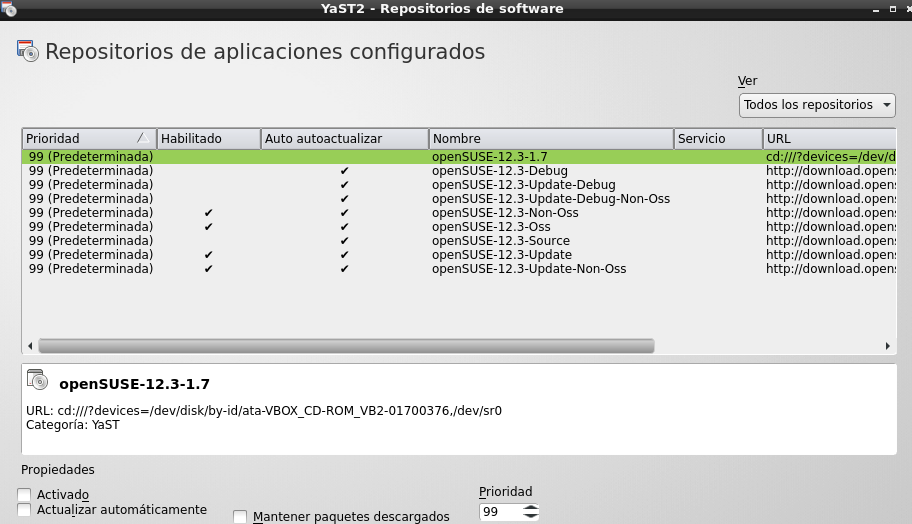 YaST2 - Repositorios de software
Repositorios de aplicaciones configurados
Ver
Todos los repositorios
Prioridad Habilitado Auto autoactualizar Nombre Servicio URL
99 (Predeterminada) openSUSE-12.3-1.7 cd:///?devices=/dev/d
99 (Predeterminada) ✔ openSUSE-12.3-Debug http://download.opens
99 (Predeterminada) ✔ openSUSE-12.3-Update-Debug http://download.opens
99 (Predeterminada) ✔ openSUSE-12.3-Update-Debug-Non-Oss http://download.opens
99 (Predeterminada) ✔ ✔ openSUSE-12.3-Non-Oss http://download.opens
99 (Predeterminada) ✔ ✔ openSUSE-12.3-Oss http://download.opens
99 (Predeterminada) ✔ openSUSE-12.3-Source http://download.opens
99 (Predeterminada) ✔ ✔ openSUSE-12.3-Update http://download.opens
99 (Predeterminada) ✔ ✔ openSUSE-12.3-Update-Non-Oss http://download.opens
openSUSE-12.3-1.7
URL: cd:///?devices=/dev/disk/by-id/ata-VBOX_CD-ROM_VB2-01700376,/dev/sr0
Categoría: YaST
Propiedades
Activado
Actualizar automáticamente
Mantener paquetes descargados
Prioridad
99